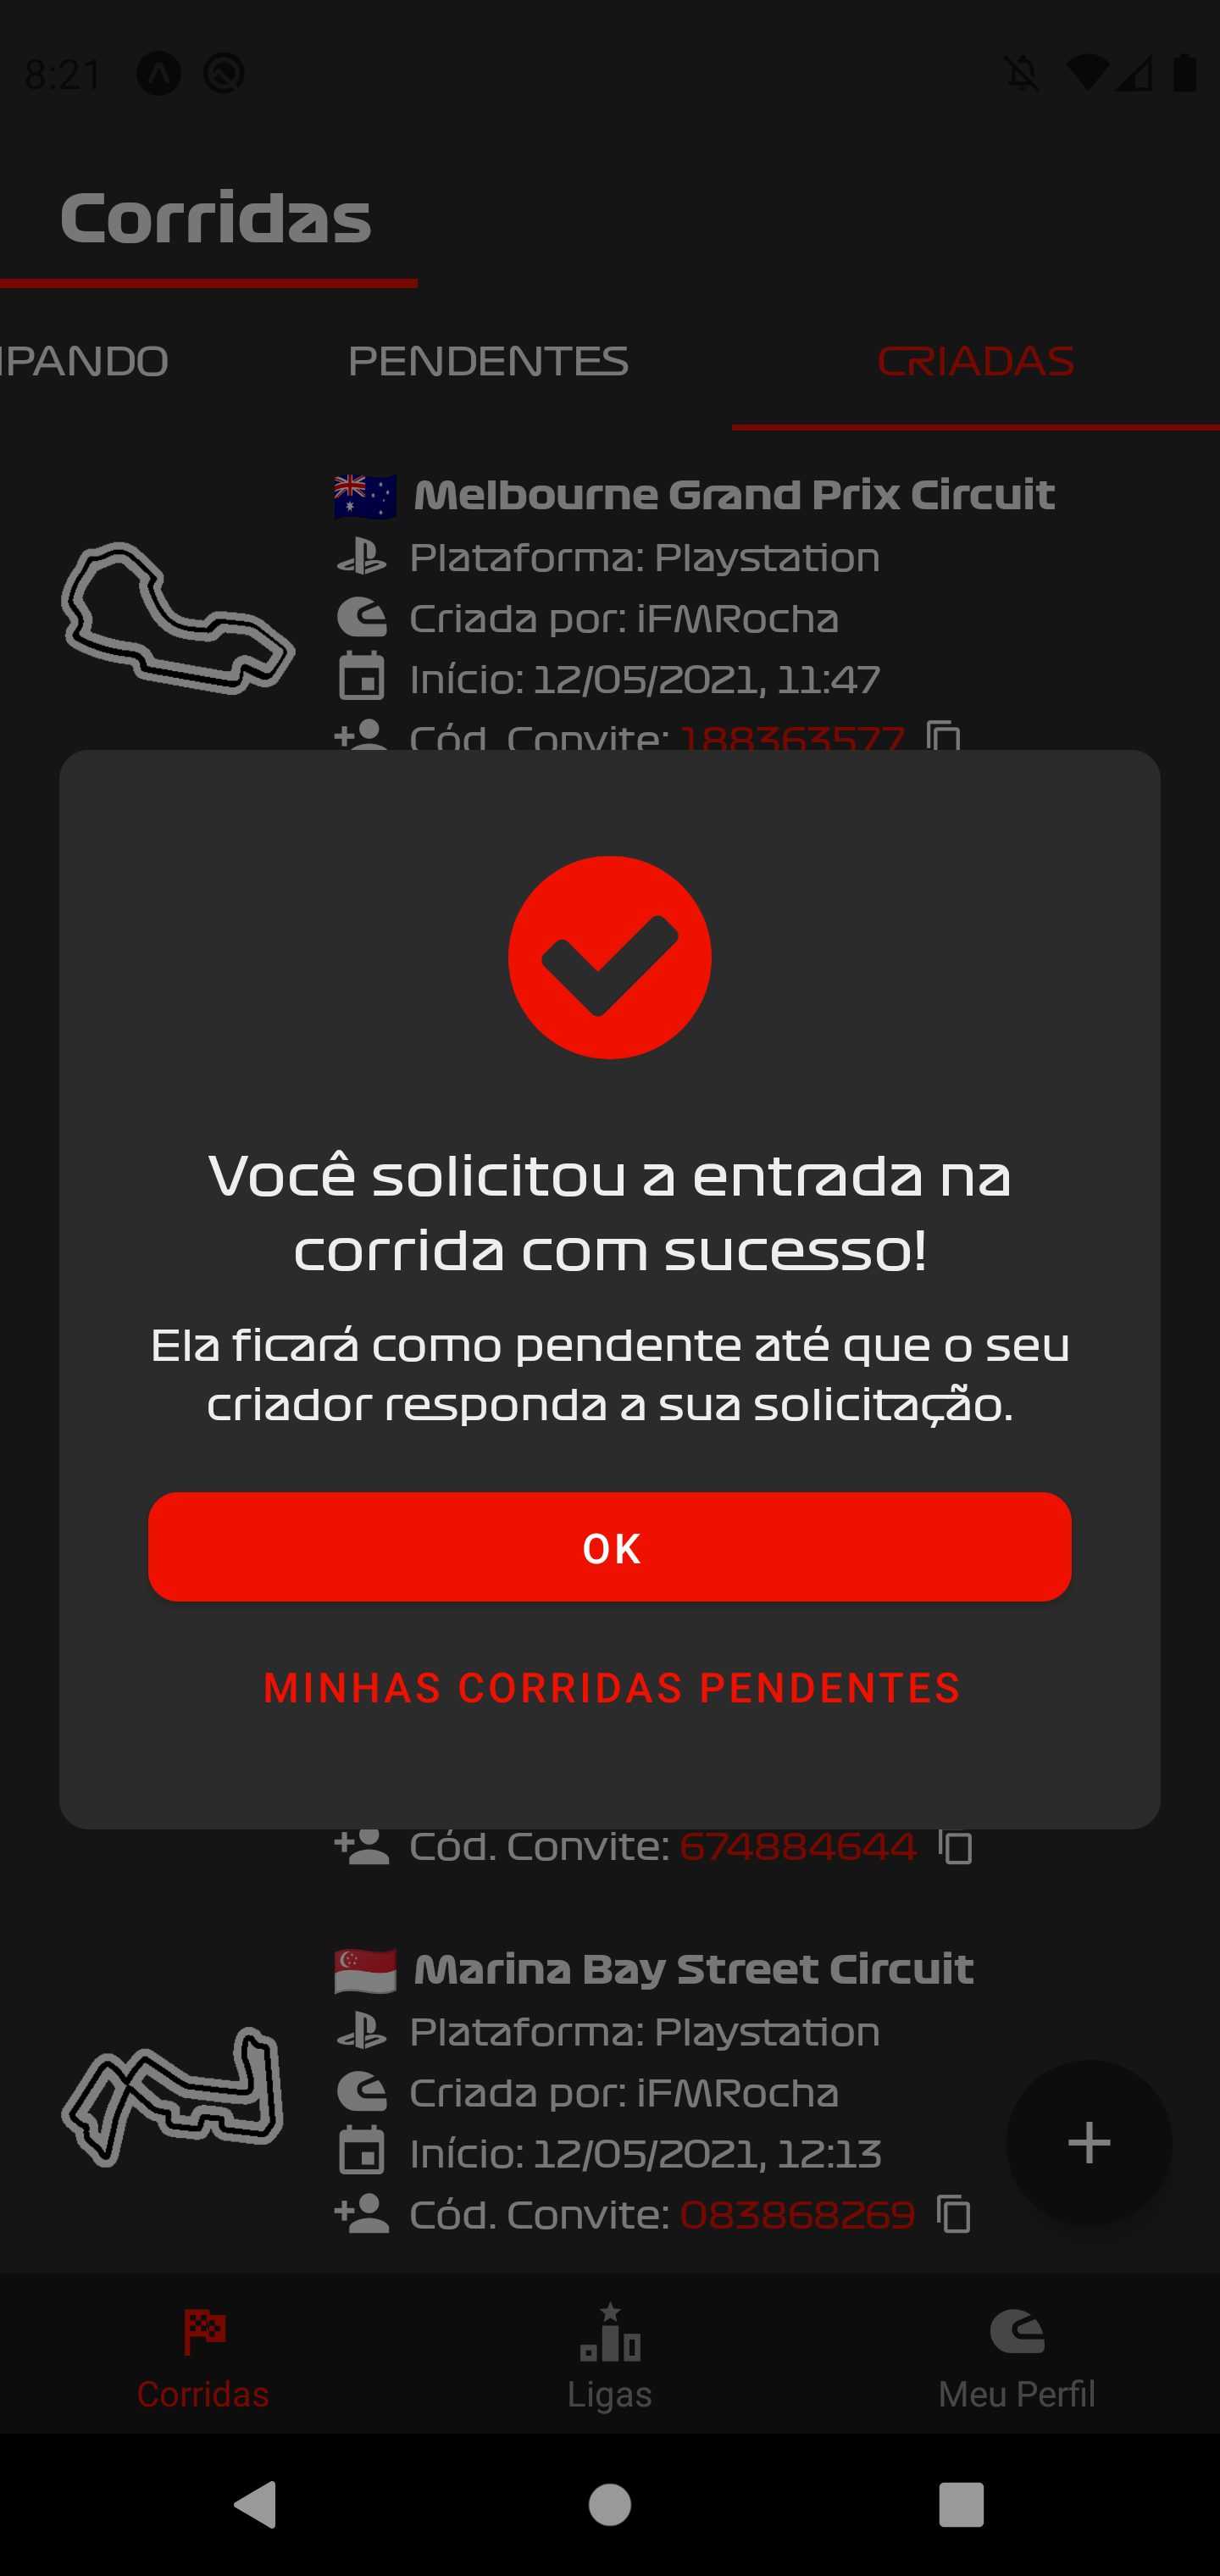 8:21
Corridas
IPANDO PENDENTES CRIADAS
Melbourne Grand Prix Circuit
Plataforma: Playstation
Criada por: iFMRocha
Início: 12/05/2021, 11:47
Cód. Convite: 188363577
Você solicitou a entrada na
corrida com sucesso!
Ela ficará como pendente até que o seu
criador responda a sua solicitação.
OK
MINHAS CORRIDAS PENDENTES
Cód. Convite: 674884644
Marina Bay Street Circuit
Plataforma: Playstation
Criada por: iFMRocha
Início: 12/05/2021, 12:13
Cód. Convite: 083868269
Corridas Ligas Meu Perfil